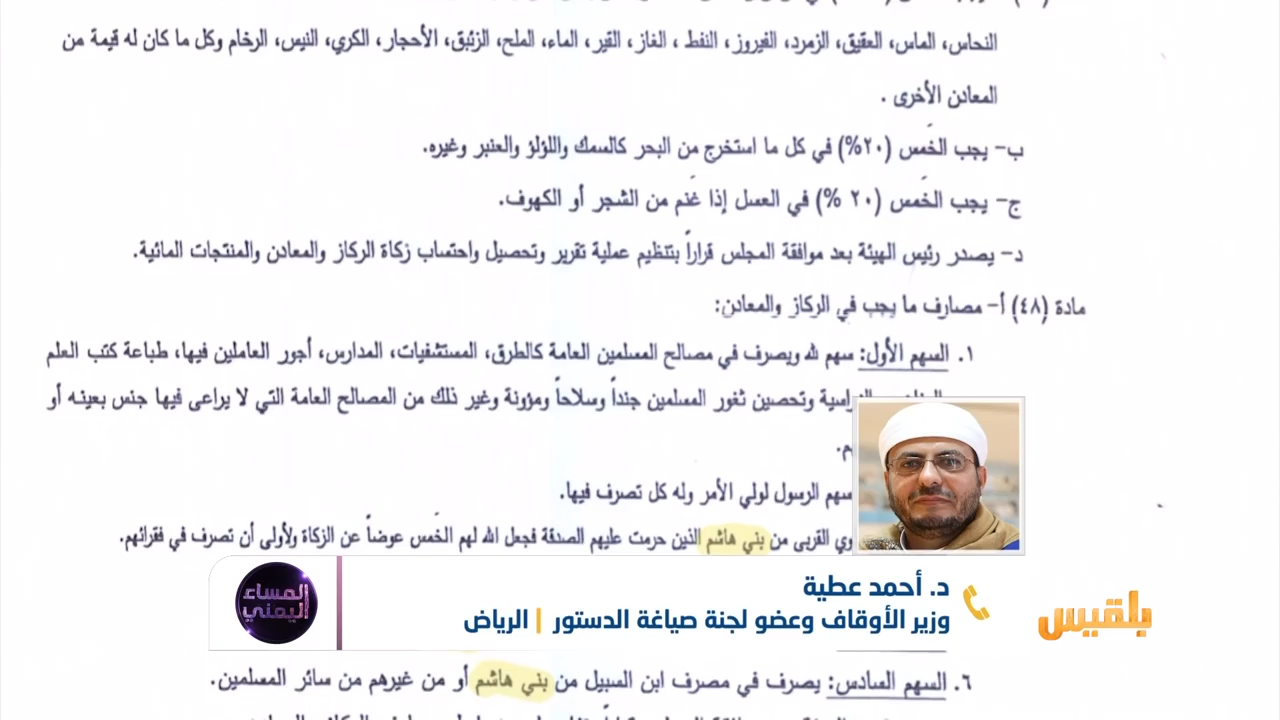 النحاس، الماس، العقيق، الزمرد، الفيروز، النفط ، الغاز، القير، الماء، الملح، الزئبق، الأحجار، الكري، النيس، الرخام وكل ما كان له قيمة من
المعادن الأخرى .
ب- يجب الخُمس (٢٠%) في كل ما استخرج من البحر كالسمك واللؤلؤ والعنبر وغيره.
ج- يجب الخُمس (٢٠ %) في العسل إذا غَنم من الشجر أو الكهوف.
د- يصدر رئيس الهيئة بعد موافقة المجلس قراراً بتنظيم عملية تقرير وتحصيل واحتساب زكاة الركاز والمعادن والمنتجات المائية.
مادة (٤٨) أ- مصارف ما يجب في الركاز والمعادن:
١. السهم الأول: سهم لله ويصرف في مصالح المسلمين العامة كالطرق، المستشفيات، المدارس، أجور العاملين فيها، طباعة كتب العلم
وتحصين ثغور المسلمين جنداً وسلاحاً ومؤونة وغير ذلك من المصالح العامة التي لا يراعى فيها جنس بعينه أو
سهم الرسول لولي الأمر وله كل تصرف فيها.
القربى من بني هاشم الذين حرمت عليهم الصدقة فجعل الله لهم الخُمس عوضاً عن الزكاة ولأولى أن تصرف في فقرائهم.
د. أحمد عطية
وزير الأوقاف وعضو لجنة صياغة الدستور | الرياض
المساء
اليمني
بلقيس
٦. السهم السادس: يصرف في مصرف ابن السبيل من بني هاشم أو من غيرهم من سائر المسلمين.